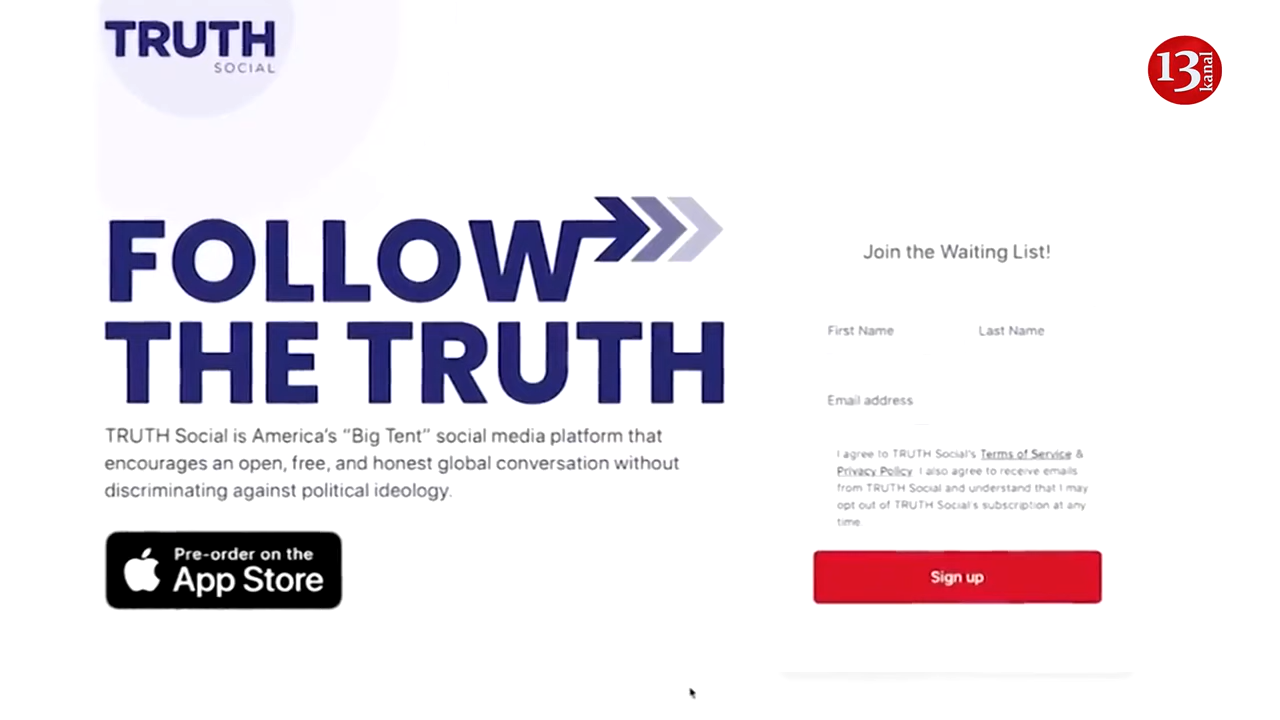 TRUTH
SOCIAL
13 kanal
FOLLOW
THE TRUTH
TRUTH Social is America's "Big Tent" social media platform that
encourages an open, free, and honest global conversation without
discriminating against political ideology.
Pre-order on the
App Store
Join the Waiting List!
First Name Last Name
Email address
I agree to TRUTH Social's Terms of Service &
Privacy Policy. I also agree to receive emails
from TRUTH Social and understand that I may
opt out of TRUTH Social's subscription at any
time.
Sign up